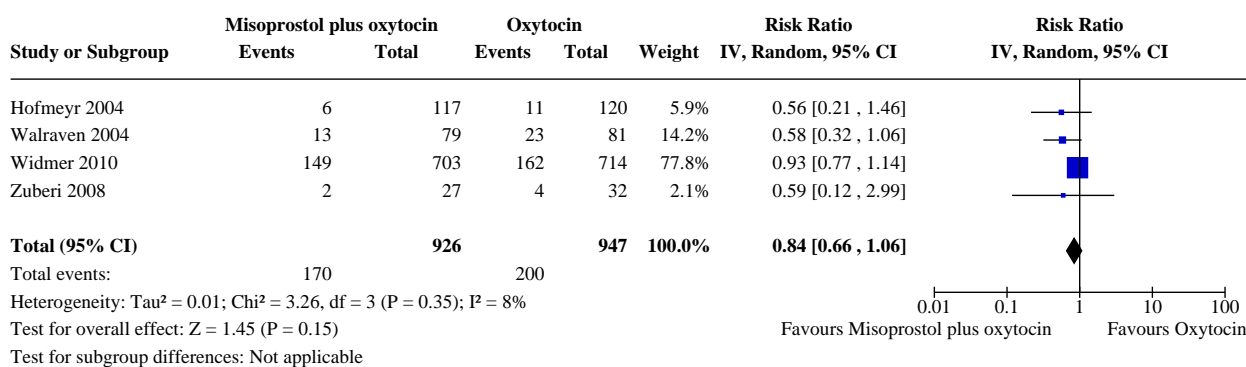 Misoprostol plus oxytocin Oxytocin Risk Ratio Risk Ratio
Study or Subgroup Events Total Events Total Weight IV, Random, 95% CI IV, Random, 95% CI
Hofmeyr 2004 6 117 11 120 5.9% 0.56 [0.21 , 1.46]
Walraven 2004 13 79 23 81 14.2% 0.58 [0.32 , 1.06]
Widmer 2010 149 703 162 714 77.8% 0.93 [0.77 , 1.14]
Zuberi 2008 2 27 4 32 2.1% 0.59 [0.12 , 2.99]
Total (95% CI) 926 947 100.0% 0.84 [0.66 , 1.06]
Total events: 170 200
Heterogeneity: Tau² = 0.01; Chi² = 3.26, df = 3 (P = 0.35); I² = 8%
0.01 0.1 1 10 100
Test for overall effect: Z = 1.45 (P = 0.15)
Favours Misoprostol plus oxytocin Favours Oxytocin
Test for subgroup differences: Not applicable